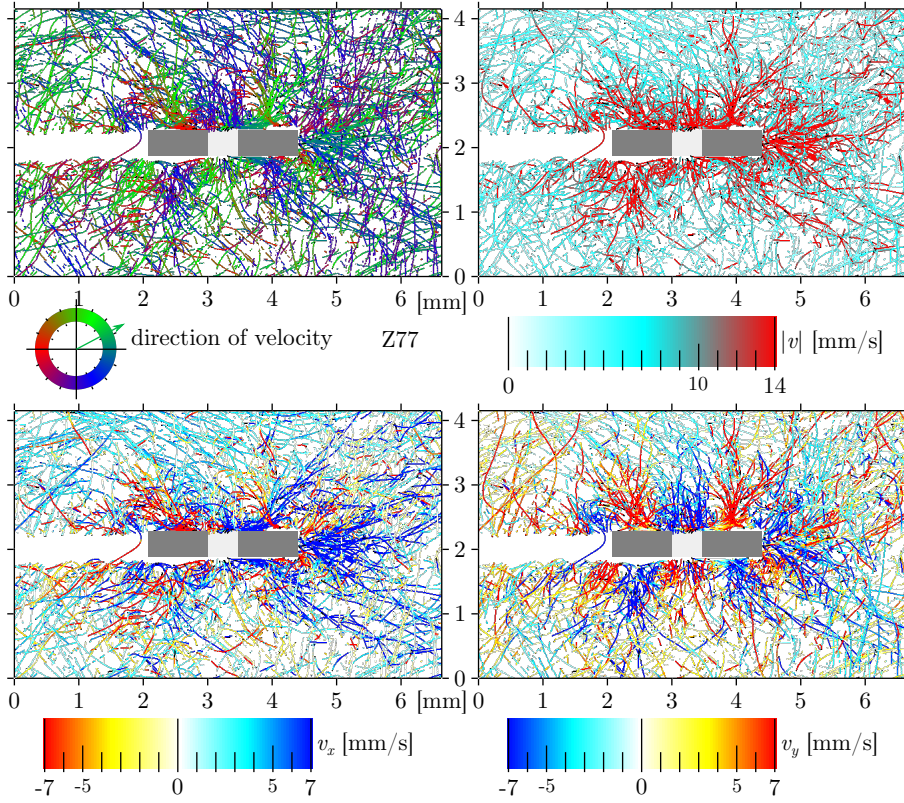 4
3
2
1
0
0 1 2 3 4 5 [mm] 6
0 1 2 3 4 5 [mm] 6
direction of velocity Z77
|v| [mm/s]
0 10 14
4
3
2
1
0
0 1 2 3 4 5 [mm] 6
0 1 2 3 4 5 6
v_x [mm/s]
-7 -5 0 5 7
v_y [mm/s]
-7 -5 0 5 7